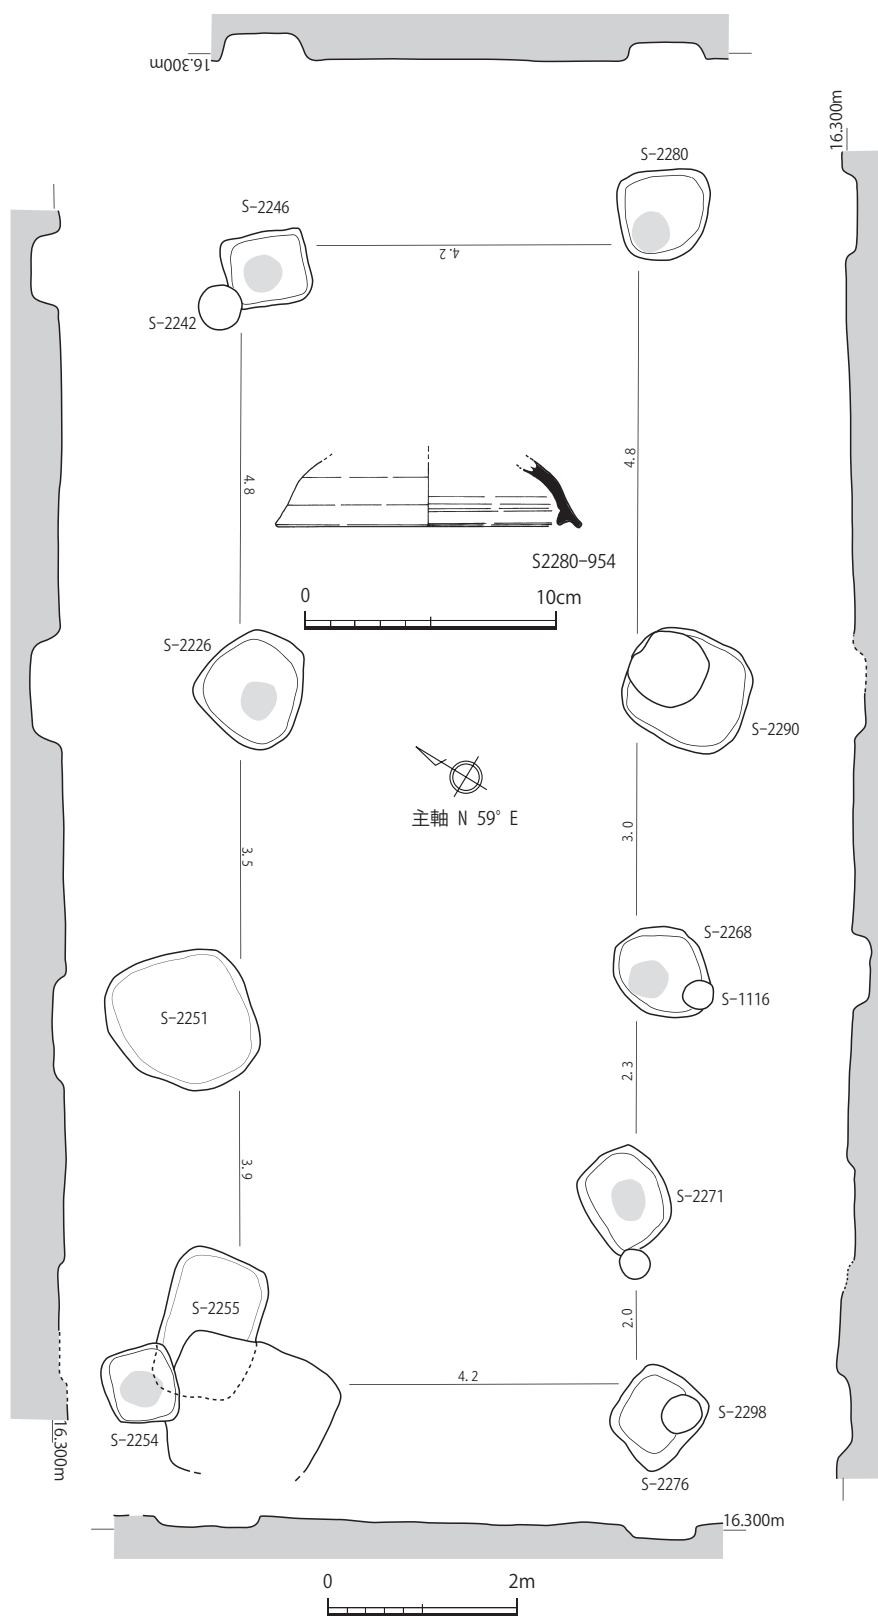 16.300m
16.300m
S-2280
S-2246
4.2
S-2242
4.8
4.8
S2280-954
0 10cm
S-2226
S-2290
主軸 N 59° E
3.0
3.5
S-2268
S-1116
S-2251
2.3
3.9
S-2271
S-2255
2.0
4.2
S-2298
S-2254
16.300m
S-2276
16.300m
0 2m